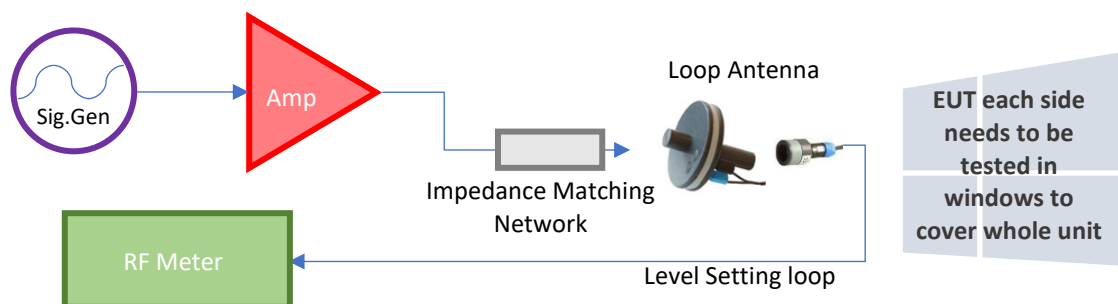 Sig.Gen
Amp
Impedance Matching
Network
Loop Antenna
EUT each side
needs to be
tested in
windows to
cover whole unit
RF Meter
Level Setting loop